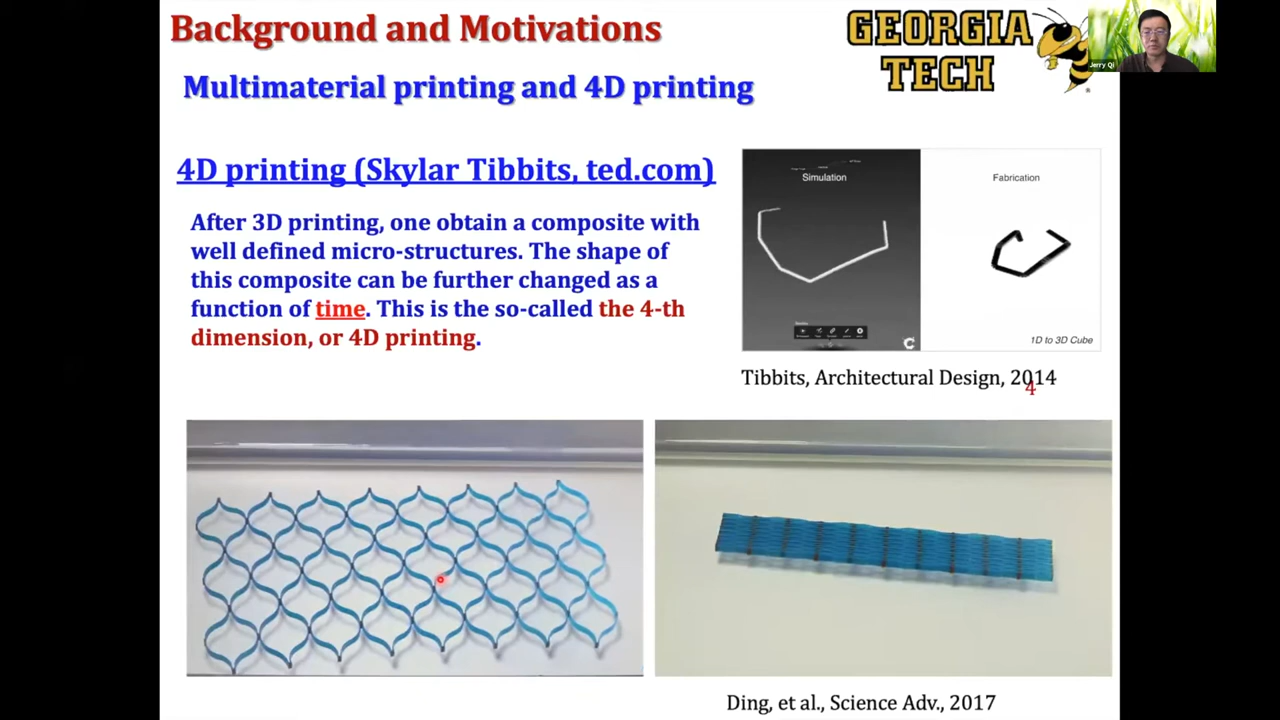 Background and Motivations
GEORGIA
TECH
®
Jerry Qi
Multimaterial printing and 4D printing
4D printing (Skylar Tibbits, ted.com)
After 3D printing, one obtain a composite with
well defined micro-structures. The shape of
this composite can be further changed as a
function of time. This is the so-called the 4-th
dimension, or 4D printing.
Simulation
Fabrication
1D to 3D Cube
Tibbits, Architectural Design, 2014
4
Ding, et al., Science Adv., 2017